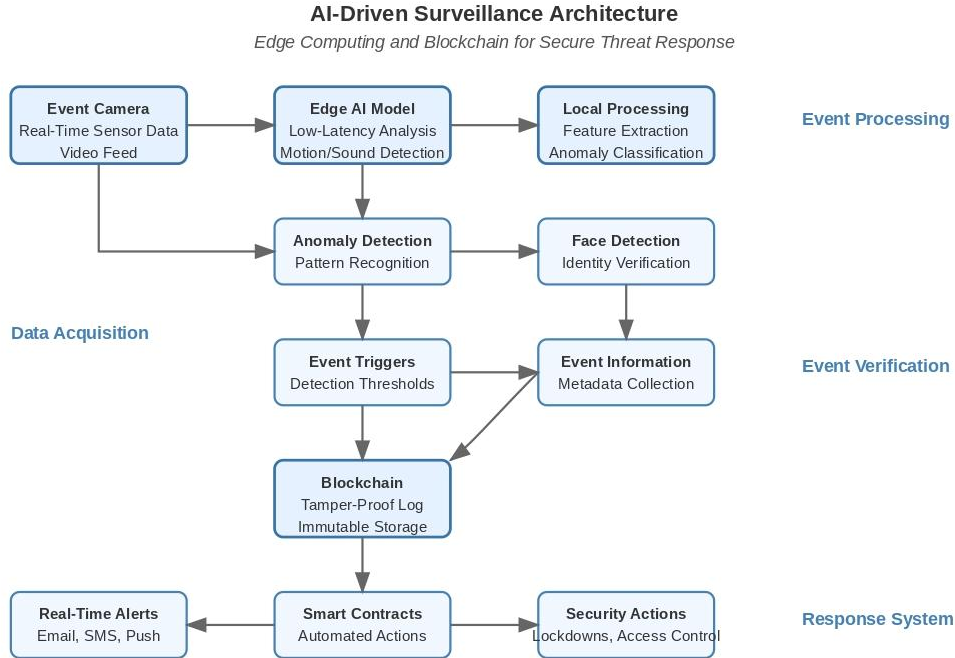 AI-Driven Surveillance Architecture
Edge Computing and Blockchain for Secure Threat Response
Event Camera
Real-Time Sensor Data
Video Feed
Edge AI Model
Low-Latency Analysis
Motion/Sound Detection
Local Processing
Feature Extraction
Anomaly Classification
Event Processing
Anomaly Detection
Pattern Recognition
Face Detection
Identity Verification
Data Acquisition
Event Triggers
Detection Thresholds
Event Information
Metadata Collection
Event Verification
Blockchain
Tamper-Proof Log
Immutable Storage
Real-Time Alerts
Email, SMS, Push
Smart Contracts
Automated Actions
Security Actions
Lockdowns, Access Control
Response System